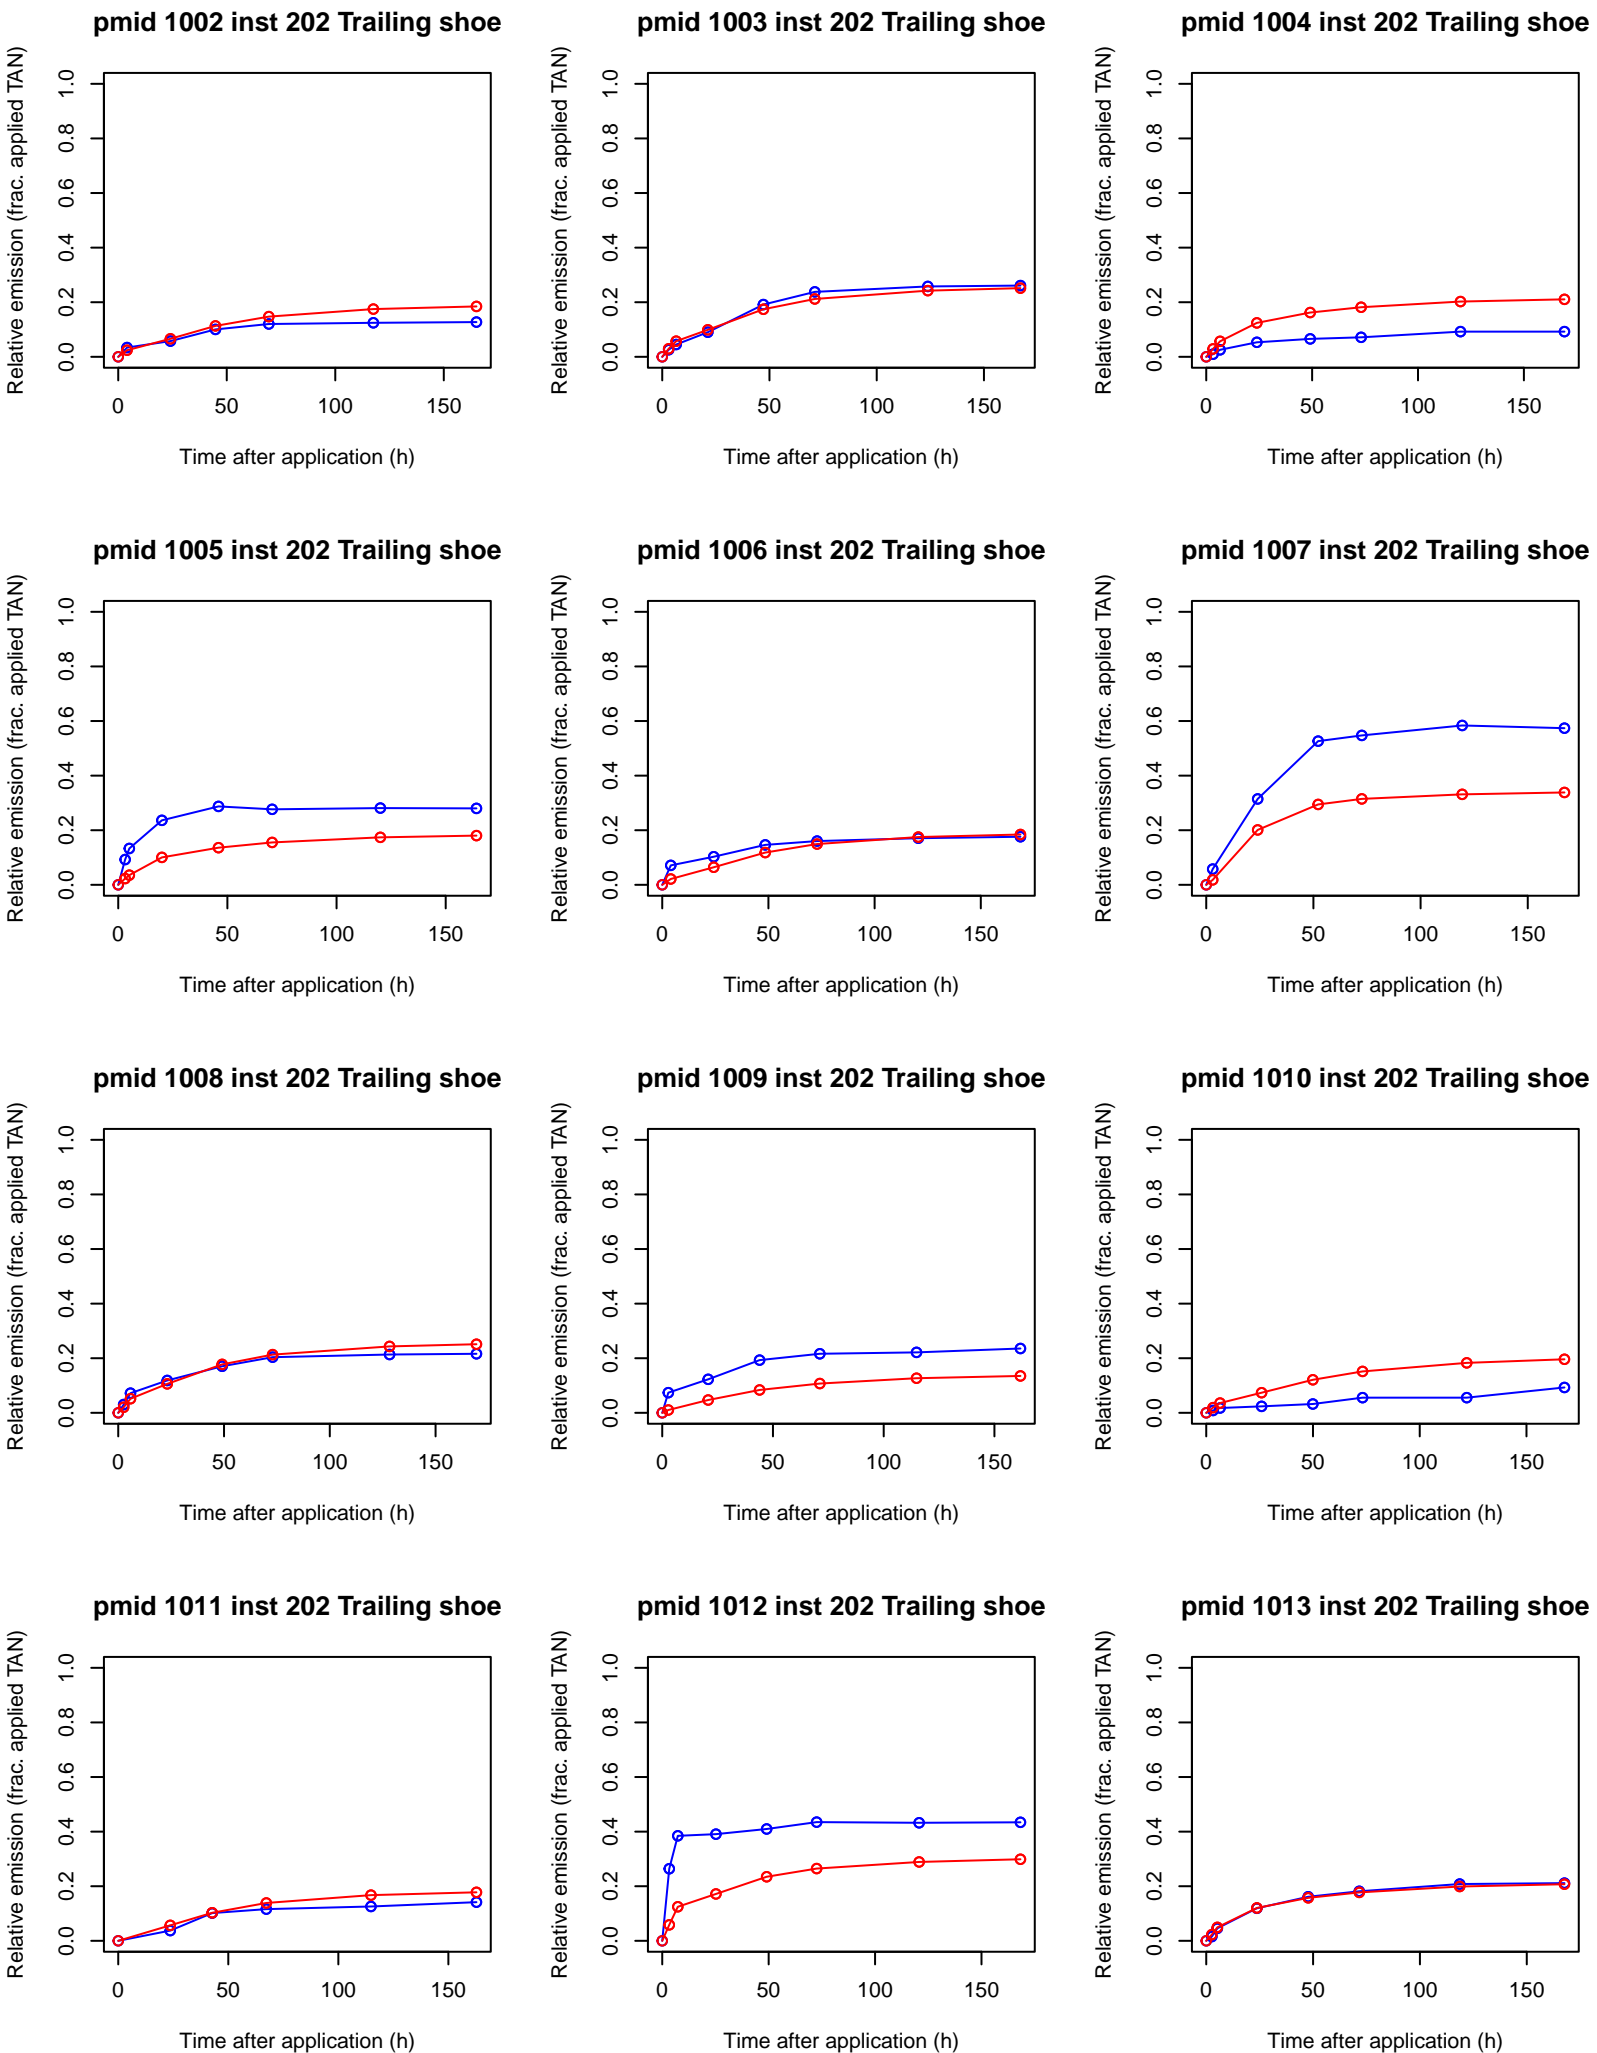 pmid 1002 inst 202 Trailing shoe
Relative emission (frac. applied TAN)
1.0
0.8
0.6
0.4
0.2
0.0
0 50 100 150
Time after application (h)
pmid 1003 inst 202 Trailing shoe
Relative emission (frac. applied TAN)
1.0
0.8
0.6
0.4
0.2
0.0
0 50 100 150
Time after application (h)
pmid 1004 inst 202 Trailing shoe
Relative emission (frac. applied TAN)
1.0
0.8
0.6
0.4
0.2
0.0
0 50 100 150
Time after application (h)
pmid 1005 inst 202 Trailing shoe
Relative emission (frac. applied TAN)
1.0
0.8
0.6
0.4
0.2
0.0
0 50 100 150
Time after application (h)
pmid 1006 inst 202 Trailing shoe
Relative emission (frac. applied TAN)
1.0
0.8
0.6
0.4
0.2
0.0
0 50 100 150
Time after application (h)
pmid 1007 inst 202 Trailing shoe
Relative emission (frac. applied TAN)
1.0
0.8
0.6
0.4
0.2
0.0
0 50 100 150
Time after application (h)
pmid 1008 inst 202 Trailing shoe
Relative emission (frac. applied TAN)
1.0
0.8
0.6
0.4
0.2
0.0
0 50 100 150
Time after application (h)
pmid 1009 inst 202 Trailing shoe
Relative emission (frac. applied TAN)
1.0
0.8
0.6
0.4
0.2
0.0
0 50 100 150
Time after application (h)
pmid 1010 inst 202 Trailing shoe
Relative emission (frac. applied TAN)
1.0
0.8
0.6
0.4
0.2
0.0
0 50 100 150
Time after application (h)
pmid 1011 inst 202 Trailing shoe
Relative emission (frac. applied TAN)
1.0
0.8
0.6
0.4
0.2
0.0
0 50 100 150
Time after application (h)
pmid 1012 inst 202 Trailing shoe
Relative emission (frac. applied TAN)
1.0
0.8
0.6
0.4
0.2
0.0
0 50 100 150
Time after application (h)
pmid 1013 inst 202 Trailing shoe
Relative emission (frac. applied TAN)
1.0
0.8
0.6
0.4
0.2
0.0
0 50 100 150
Time after application (h)